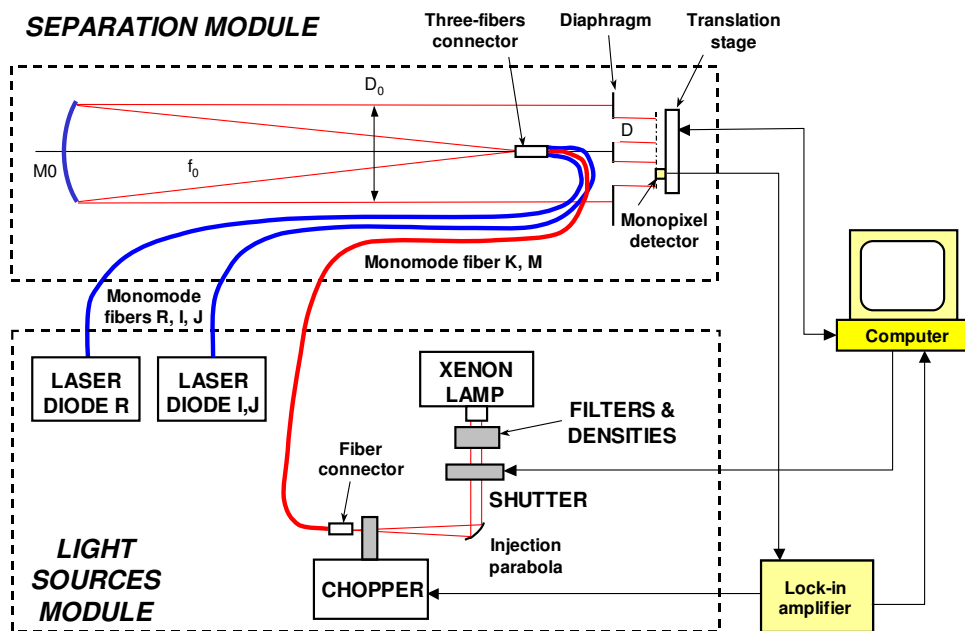 SEPARATION MODULE
Three-fibers
connector
Diaphragm
Translation
stage
D0
D
M0
f0
Monopixel
detector
Monomode fiber K, M
Monomode
fibers R, I, J
Computer
LASER
DIODE R
LASER
DIODE I,J
XENON
LAMP
FILTERS &
DENSITIES
Fiber
connector
SHUTTER
Injection
parabola
LIGHT
SOURCES
MODULE
CHOPPER
Lock-in
amplifier